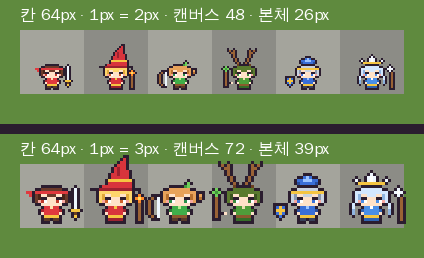 칸 64px · 1px = 2px · 캔버스 48 · 본체 26px
칸 64px · 1px = 3px · 캔버스 72 · 본체 39px